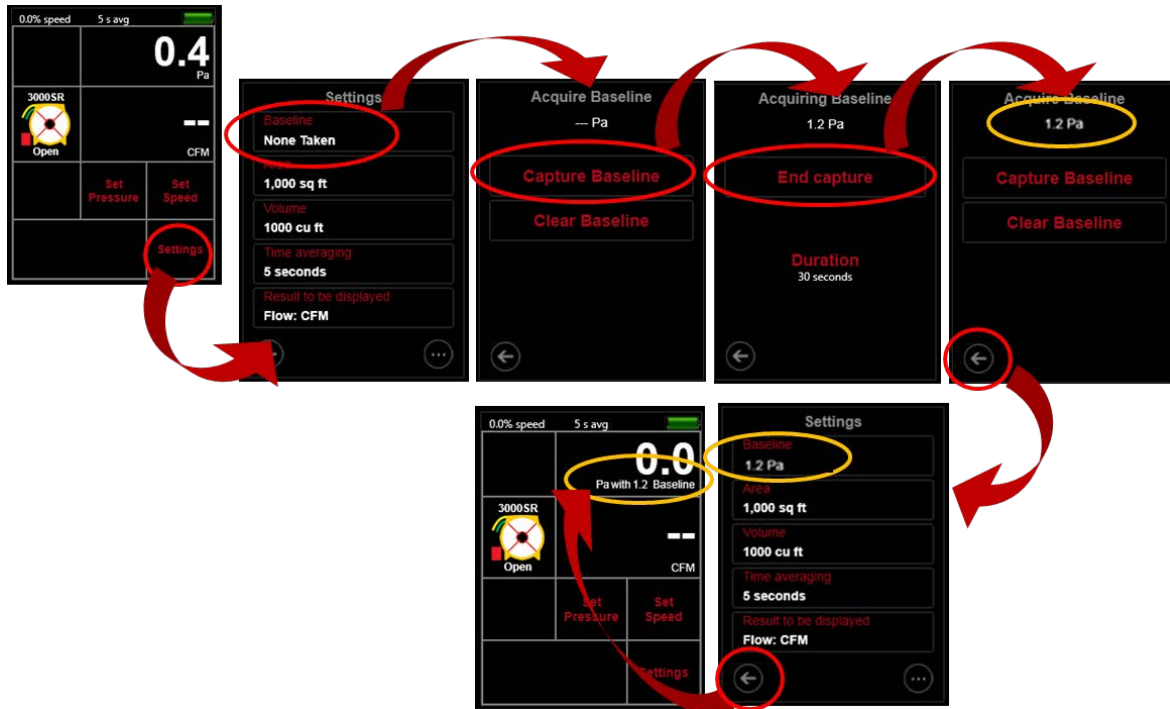 0.0% speed 5 s avg
0.4
Pa
3000SR
Open
--
CFM
Set Pressure
Set Speed
Settings
Settings
Baseline
None Taken
1,000 sq ft
Volume
1000 cu ft
Time averaging
5 seconds
Result to be displayed
Flow: CFM
Acquire Baseline
--- Pa
Capture Baseline
Clear Baseline
Acquiring Baseline
1.2 Pa
End capture
Duration
30 seconds
Acquire Baseline
1.2 Pa
Capture Baseline
Clear Baseline
0.0% speed 5 s avg
0.0
Pa with 1.2 Baseline
3000SR
Open
--
CFM
Set Pressure
Set Speed
Settings
Settings
Baseline
1.2 Pa
Area
1,000 sq ft
Volume
1000 cu ft
Time averaging
5 seconds
Result to be displayed
Flow: CFM